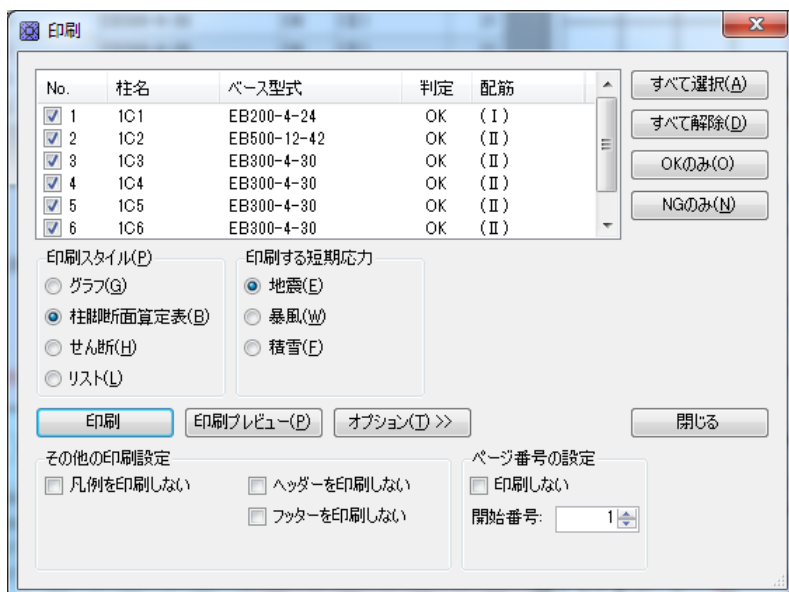 印刷
No. 柱名 ベース型式 判定 配筋
1 1C1 EB200-4-24 OK (Ⅰ)
2 1C2 EB500-12-42 OK (Ⅱ)
3 1C3 EB300-4-30 OK (Ⅱ)
4 1C4 EB300-4-30 OK (Ⅱ)
5 1C5 EB300-4-30 OK (Ⅱ)
6 1C6 EB300-4-30 OK (Ⅱ)
すべて選択(A)
すべて解除(D)
OKのみ(O)
NGのみ(N)
印刷スタイル(P)
グラフ(G)
柱脚断面算定表(B)
せん断(H)
リスト(L)
印刷する短期応力
地震(E)
暴風(W)
積雪(F)
印刷 印刷プレビュー(P) オプション(T) >> 閉じる
その他の印刷設定
凡例を印刷しない ヘッダーを印刷しない
フッターを印刷しない
ページ番号の設定
印刷しない
開始番号: 1